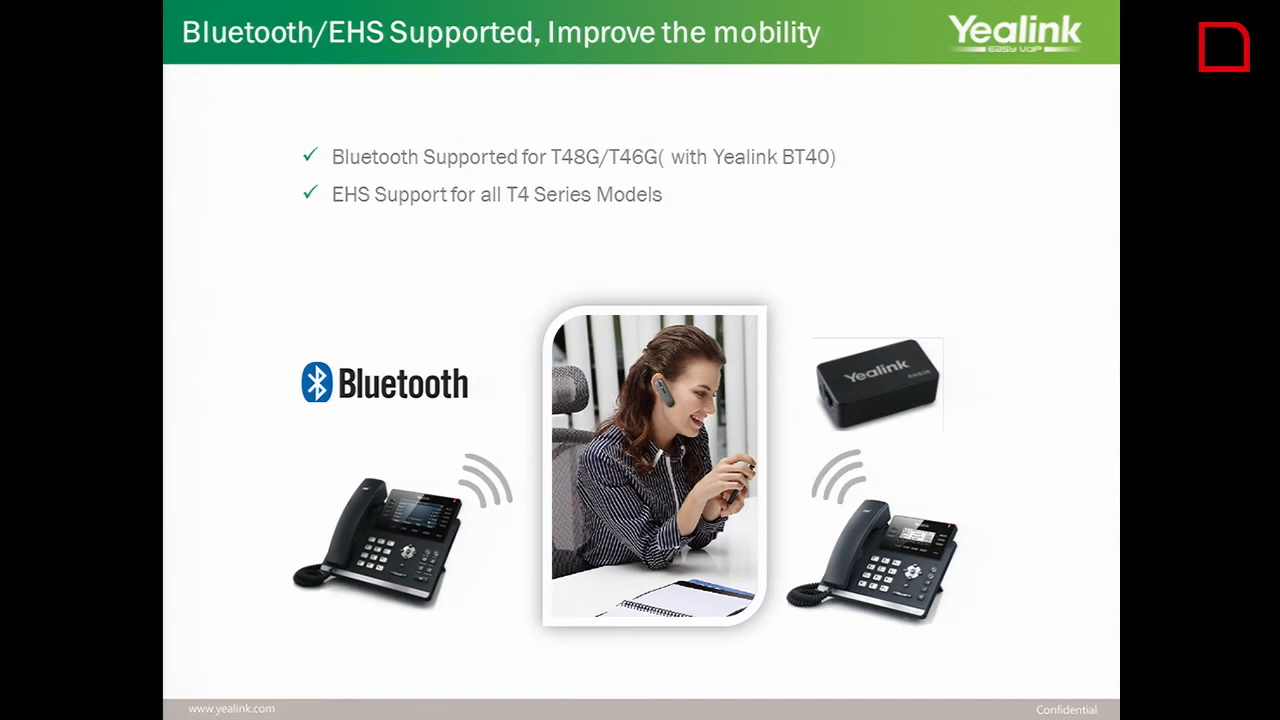 Bluetooth/EHS Supported, Improve the mobility
Yealink
EASY VOIP
✓ Bluetooth Supported for T48G/T46G( with Yealink BT40)
✓ EHS Support for all T4 Series Models
Bluetooth
Yealink
www.yealink.com
Confidential